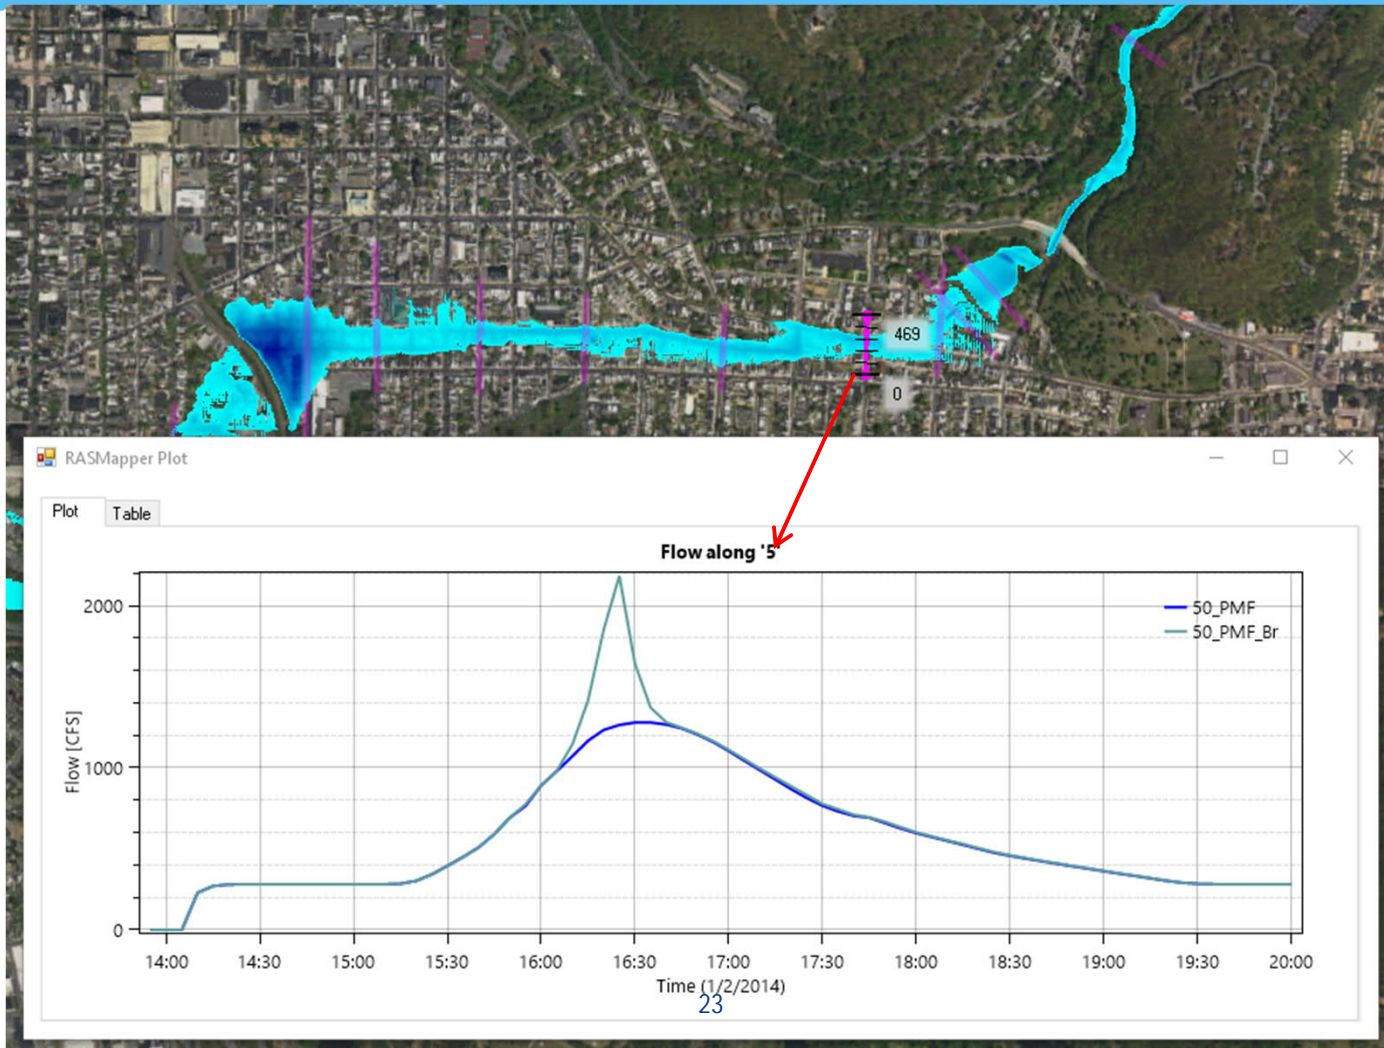 469
0
RASMapper Plot
Plot
Table
Flow along '5'
50_PMF
50_PMF_Br
2000
1000
0
Flow [CFS]
14:00 14:30 15:00 15:30 16:00 16:30 17:00 17:30 18:00 18:30 19:00 19:30 20:00
Time (1/2/2014)
23